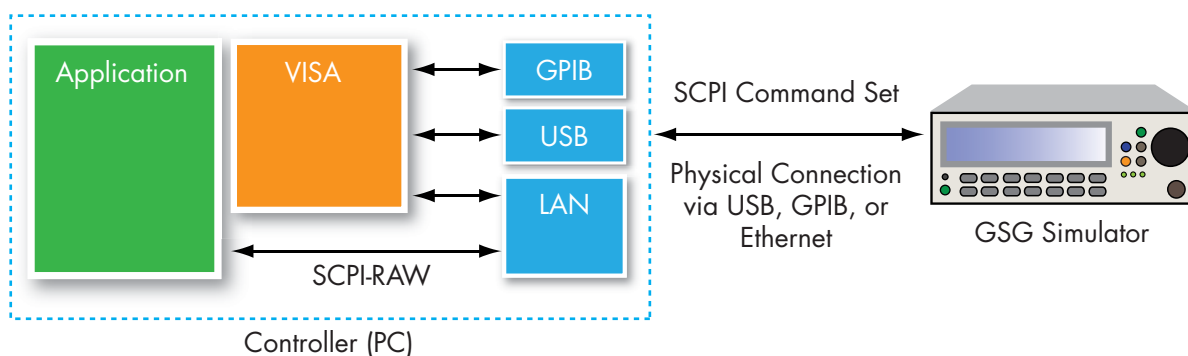 Application
VISA
GPIB
USB
LAN
SCPI-RAW
Controller (PC)
SCPI Command Set
Physical Connection
via USB, GPIB, or
Ethernet
GSG Simulator